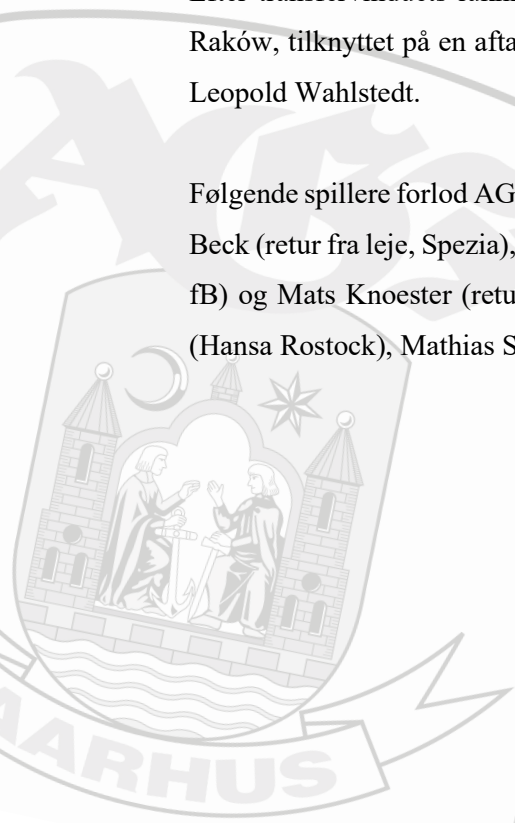 Raków, tilknyttet på en afta
Leopold Wahlstedt.
Følgende spillere forlod AG
Beck (retur fra leje, Spezia),
fB) og Mats Knoester (retu
(Hansa Rostock), Mathias S
AGF
AARHUS